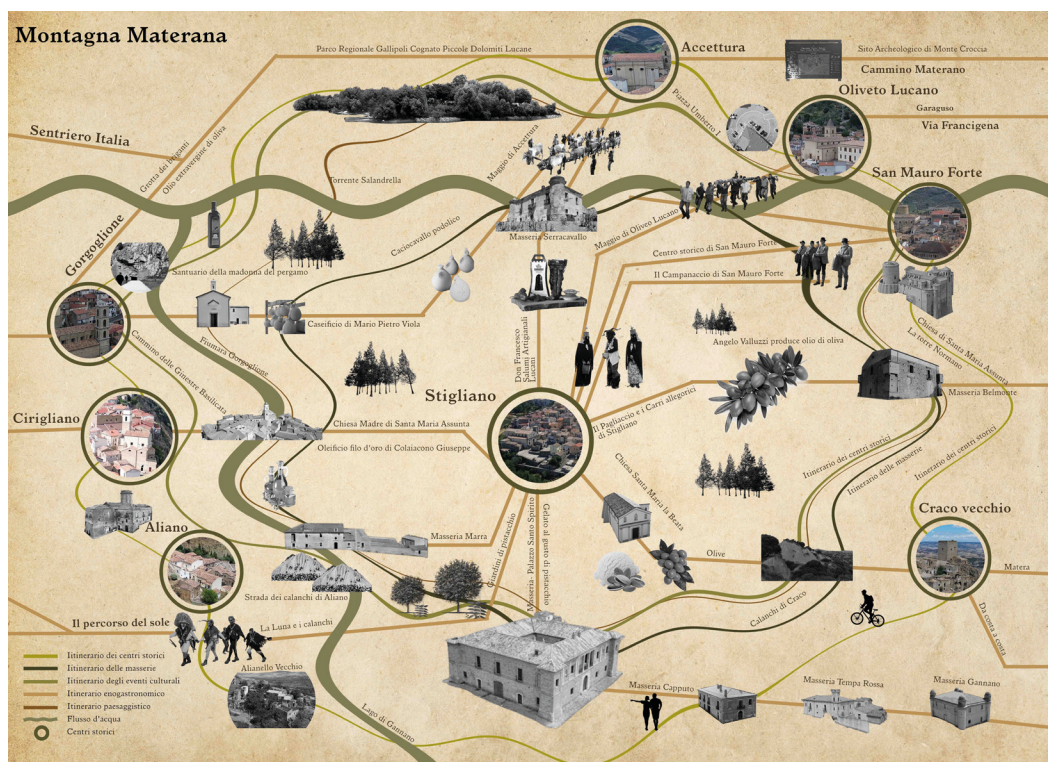 Montagna Materana
Parco Regionale Gallipoli Cognato Piccole Dolomiti Lucane
Accettura
Sito Archeologico di Monte Croccia
Cammino Materano
Oliveto Lucano
Garaguso
Via Francigena
Piazza Umberto I
Sentriero Italia
Grotta dei briganti
Olio extravergine di oliva
Maggio di Accettura
Torrente Salandrella
San Mauro Forte
Gorgoglione
Caciocavallo podolico
Masseria Serracavallo
Maggio di Oliveo Lucano
Centro storico di San Mauro Forte
Santuario della madonna del pergamo
Il Campanaccio di San Mauro Forte
Caseificio di Mario Pietro Viola
Chiesa di Santa Maria Assunta
La torre Normano
Fiumara Gorgoglione
Cammino delle Ginestre Basilicata
Don Francesco
Salumi Artigianali
Lucani
Angelo Valluzzi produce olio di oliva
Masseria Belmonte
Stigliano
Il Pagliaccio e i Carri allegorici
di Stigliano
Cirigliano
Chiesa Madre di Santa Maria Assunta
Oleificio filo d'oro di Colaiacono Giuseppe
Itinerario dei centri storici
Itinerario delle masserie
Itinerario dei centri storici
Chiesa Santa Maria la Beata
Craco vecchio
Aliano
Masseria Marra
Giardini di pistacchio
Masseria- Palazzo Santo Spirito
Gelato al gusto di pistacchio
Olive
Matera
Strada dei calanchi di Aliano
Calanchi di Craco
Da costa a costa
Il percorso del sole
La Luna e i calanchi
Itinerario dei centri storici
Itinerario delle masserie
Itinerario degli eventi culturali
Itinerario enogastronomico
Itinerario paesaggistico
Flusso d'acqua
Centri storici
Alianello Vecchio
Lago di Gannano
Masseria Capputo
Masseria Tempa Rossa
Masseria Gannano